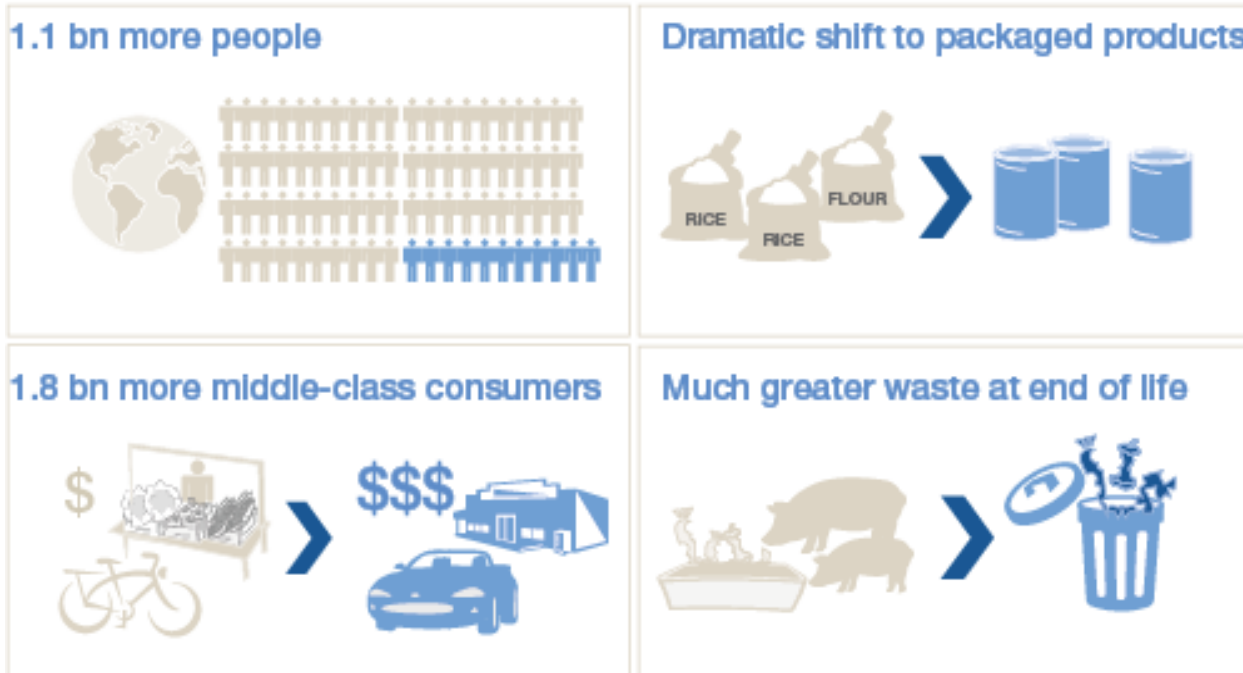 1.1 bn more people
Dramatic shift to packaged products
RICE
RICE
FLOUR
1.8 bn more middle-class consumers
$
$$$
Much greater waste at end of life